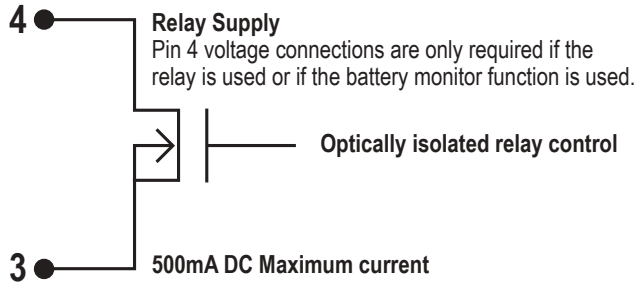 4
Relay Supply
Pin 4 voltage connections are only required if the
relay is used or if the battery monitor function is used.
Optically isolated relay control
3
500mA DC Maximum current